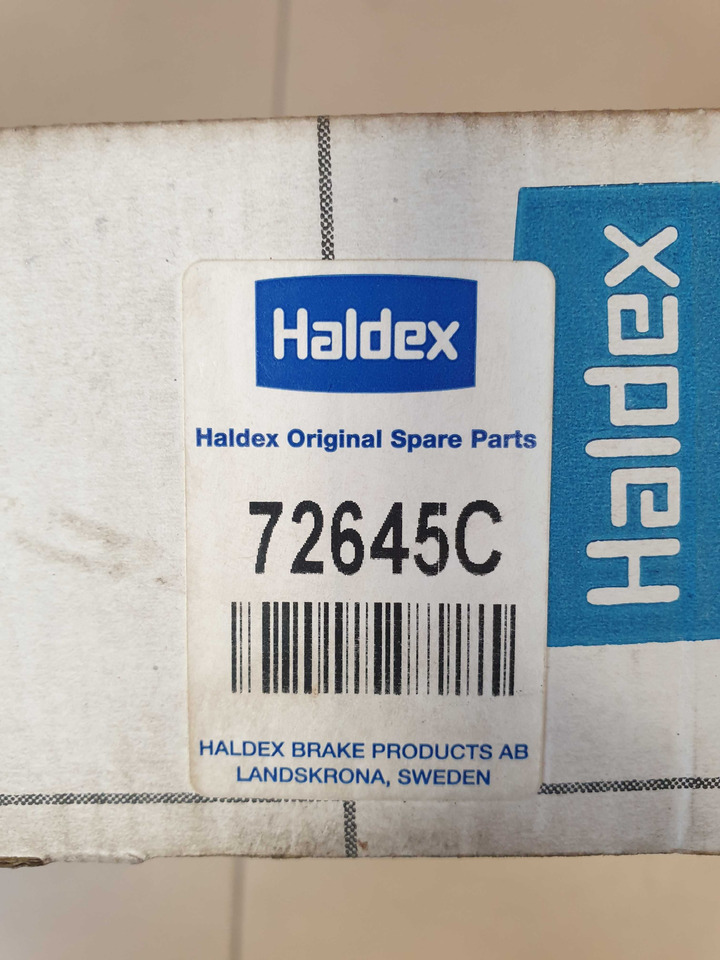 Haldex
Haldex Original Spare Parts
72645C
HALDEX BRAKE PRODUCTS AB
LANDSKRONA, SWEDEN
Haldex